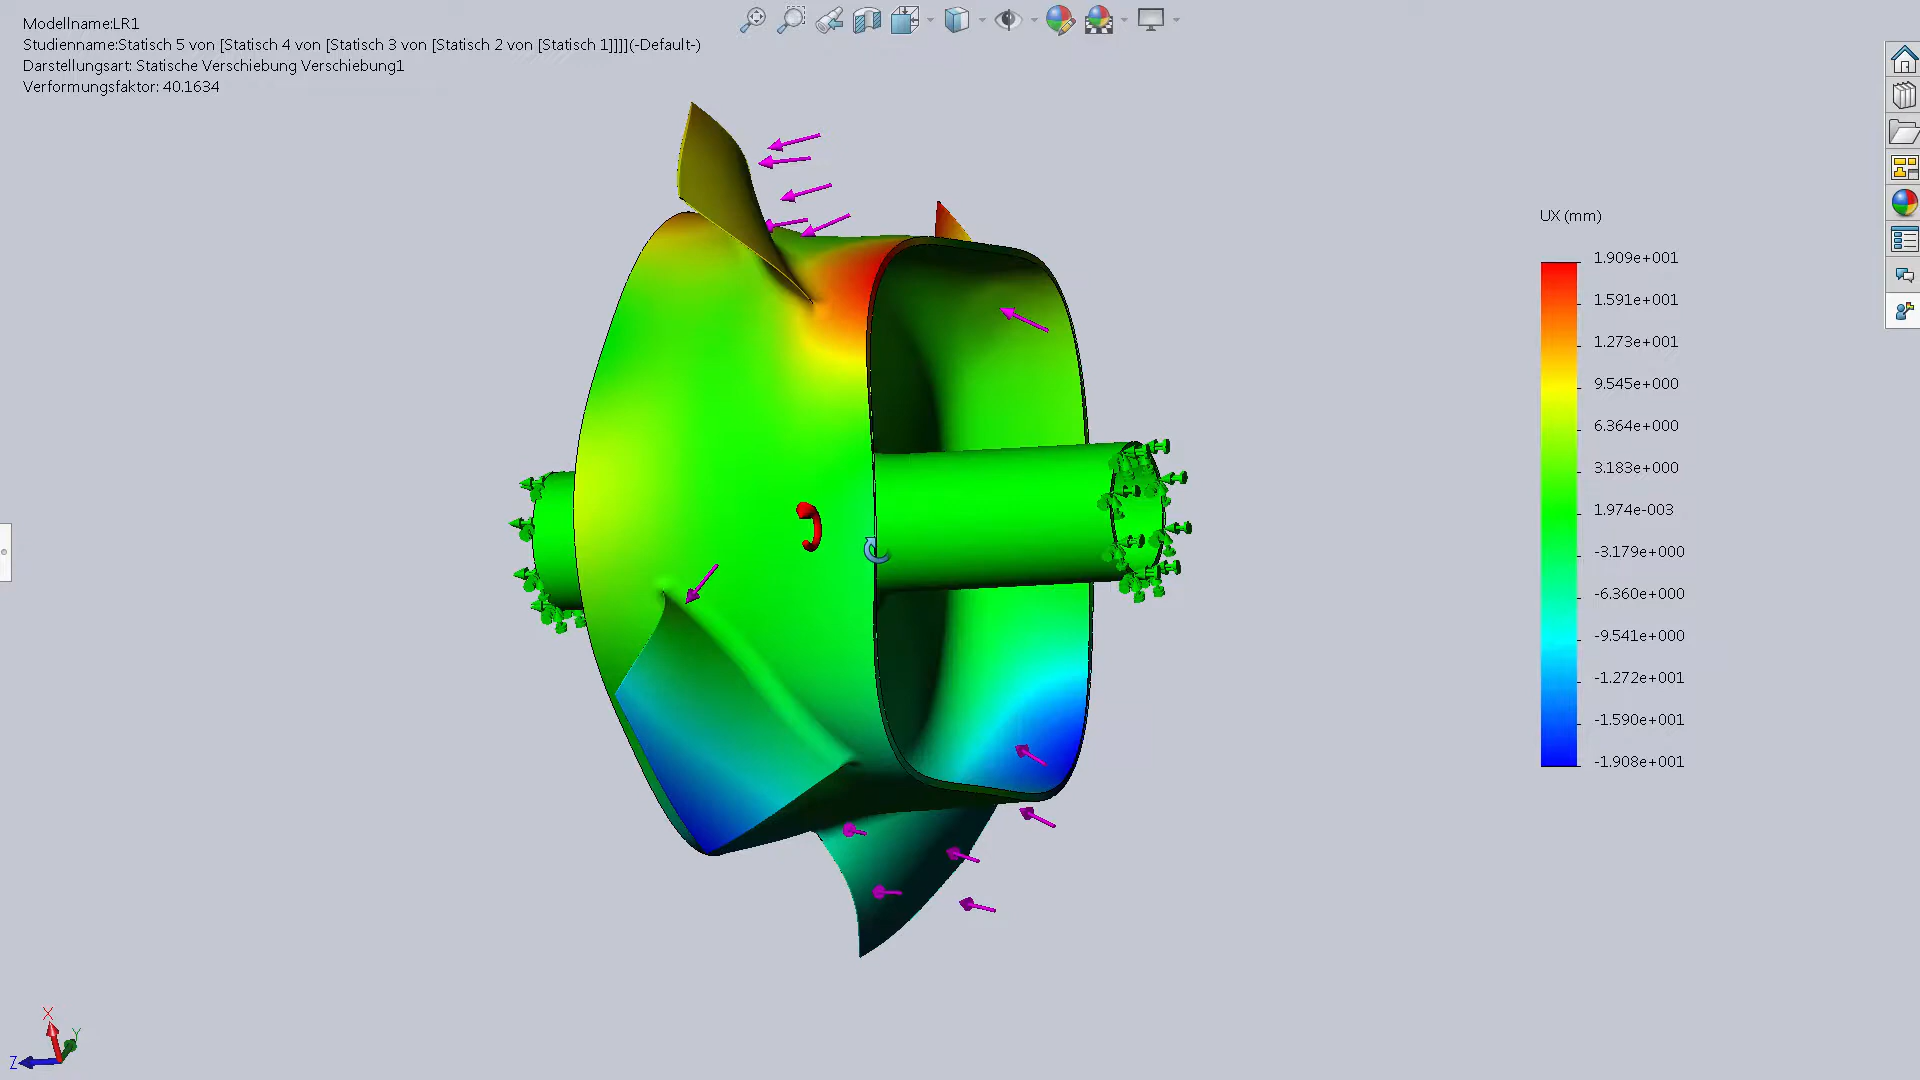 Modellname:LR1
Studienname:Statisch 5 von [Statisch 4 von [Statisch 3 von [Statisch 2 von [Statisch 1]]]](-Default-)
Darstellungsart: Statische Verschiebung Verschiebung1
Verformungsfaktor: 40.1634
UX (mm)
1.909e+001
1.591e+001
1.273e+001
9.545e+000
6.364e+000
3.183e+000
1.974e-003
-3.179e+000
-6.360e+000
-9.541e+000
-1.272e+001
-1.590e+001
-1.908e+001
X
Y
Z